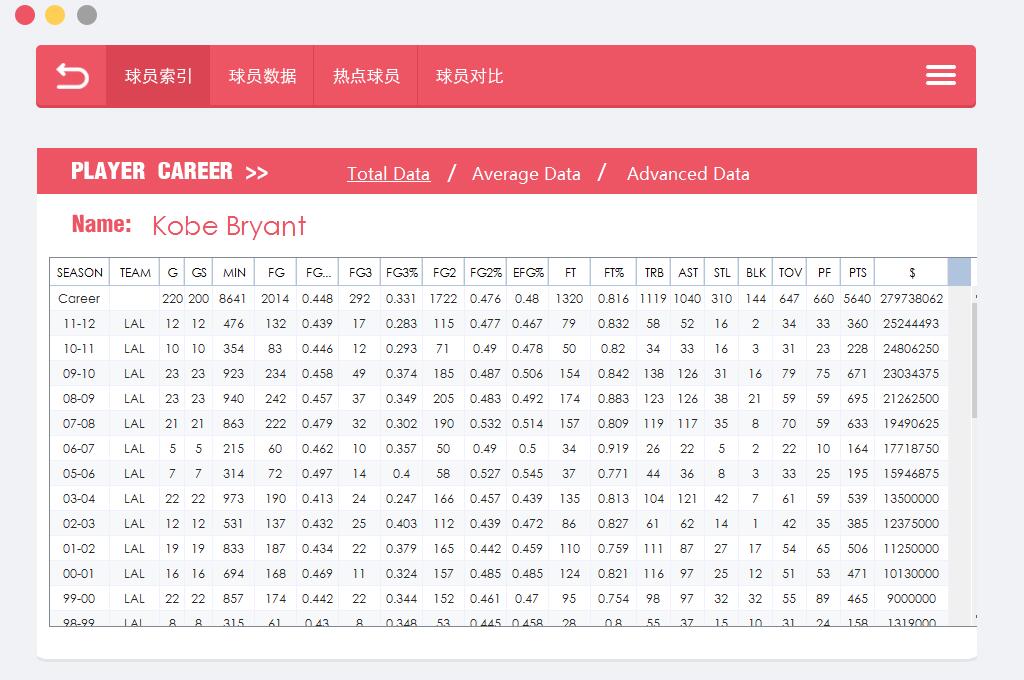 球员索引 球员数据 热点球员 球员对比
PLAYER CAREER >> Total Data / Average Data / Advanced Data
Name: Kobe Bryant
SEASON TEAM G GS MIN FG FG... FG3 FG3% FG2 FG2% EFG% FT FT% TRB AST STL BLK TOV PF PTS $
Career 220 200 8641 2014 0.448 292 0.331 1722 0.476 0.48 1320 0.816 1119 1040 310 144 647 660 5640 279738062
11-12 LAL 12 12 476 132 0.439 17 0.283 115 0.477 0.467 79 0.832 58 52 16 2 34 33 360 25244493
10-11 LAL 10 10 354 83 0.446 12 0.293 71 0.49 0.478 50 0.82 34 33 16 3 31 23 228 24806250
09-10 LAL 23 23 923 234 0.458 49 0.374 185 0.487 0.506 154 0.842 138 126 31 16 79 75 671 23034375
08-09 LAL 23 23 940 242 0.457 37 0.349 205 0.483 0.492 174 0.883 123 126 38 21 59 59 695 21262500
07-08 LAL 21 21 863 222 0.479 32 0.302 190 0.532 0.514 157 0.809 119 117 35 8 70 59 633 19490625
06-07 LAL 5 5 215 60 0.462 10 0.357 50 0.49 0.5 34 0.919 26 22 5 2 22 10 164 17718750
05-06 LAL 7 7 314 72 0.497 14 0.4 58 0.527 0.545 37 0.771 44 36 8 3 33 25 195 15946875
03-04 LAL 22 22 973 190 0.413 24 0.247 166 0.457 0.439 135 0.813 104 121 42 7 61 59 539 13500000
02-03 LAL 12 12 531 137 0.432 25 0.403 112 0.439 0.472 86 0.827 61 62 14 1 42 35 385 12375000
01-02 LAL 19 19 833 187 0.434 22 0.379 165 0.442 0.459 110 0.759 111 87 27 17 54 65 506 11250000
00-01 LAL 16 16 694 168 0.469 11 0.324 157 0.485 0.485 124 0.821 116 97 25 12 51 53 471 10130000
99-00 LAL 22 22 857 174 0.442 22 0.344 152 0.461 0.47 95 0.754 98 97 32 32 55 89 465 9000000
98-99 LAL 8 8 315 61 0.43 8 0.348 53 0.445 0.458 28 0.8 55 37 15 10 31 24 158 1319000